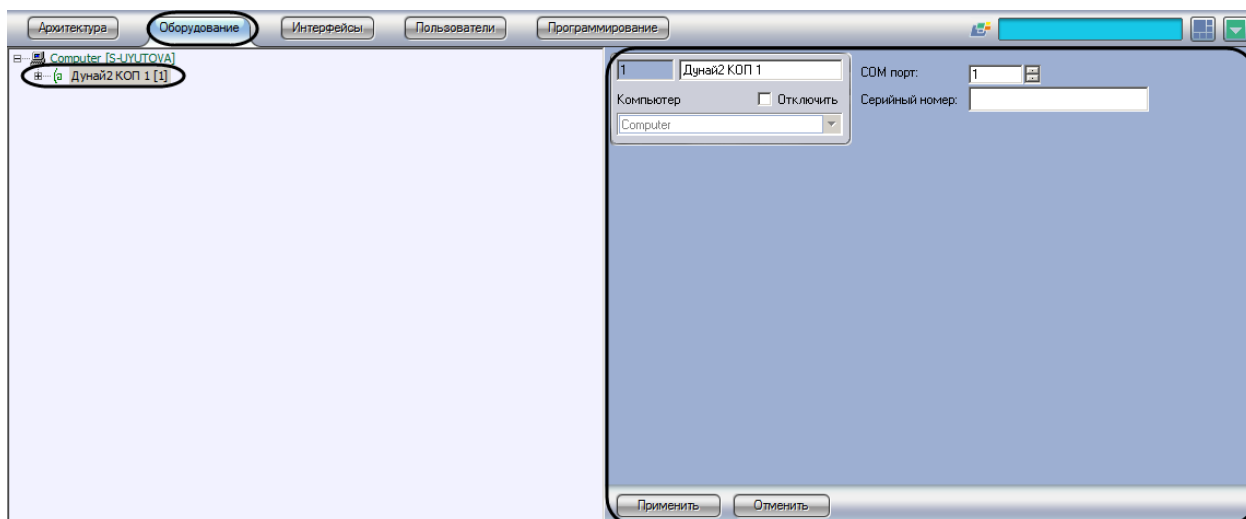 Архитектура Оборудование Интерфейсы Пользователи Программирование
Computer [S-UYUTOVA]
Дунай2 КОП 1 [1]
1 Дунай2 КОП 1
Компьютер Отключить
Computer
COM порт: 1
Серийный номер:
Применить Отменить